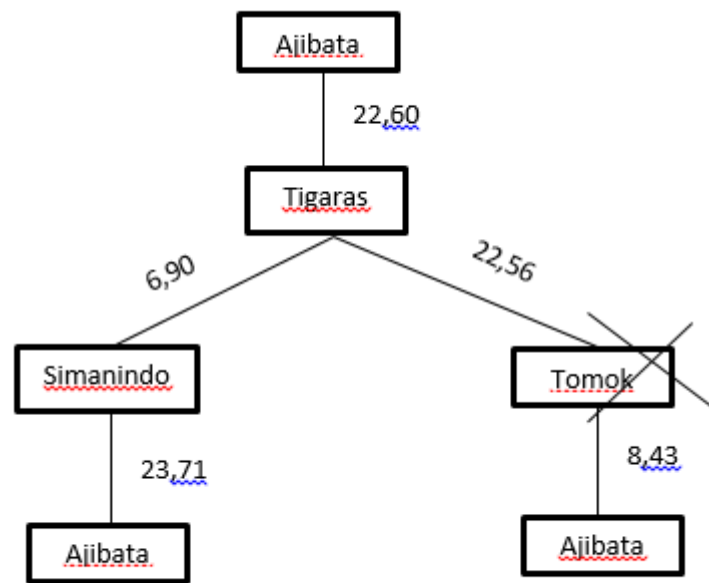 Ajibata
22,60
Tigaras
6,90
22,56
Simanindo
Tomok
23,71
8,43
Ajibata
Ajibata